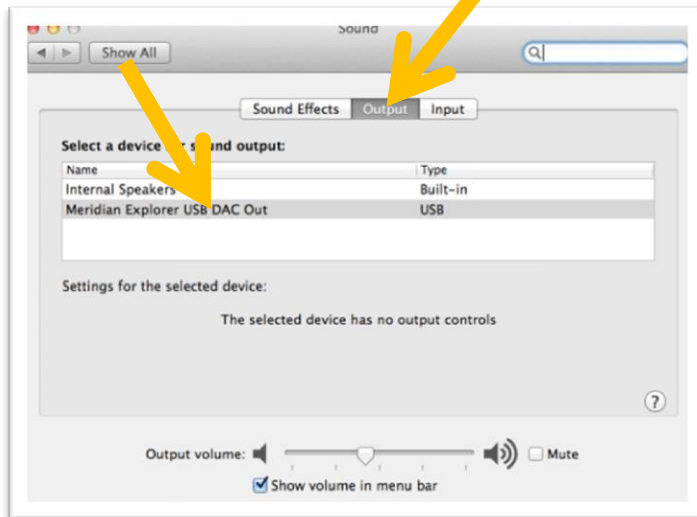 Sound
Show All
Sound Effects Output Input
Select a device for sound output:
Name Type
Internal Speakers Built-in
Meridian Explorer USB DAC Out USB
Settings for the selected device:
The selected device has no output controls
?
Output volume: Mute
Show volume in menu bar